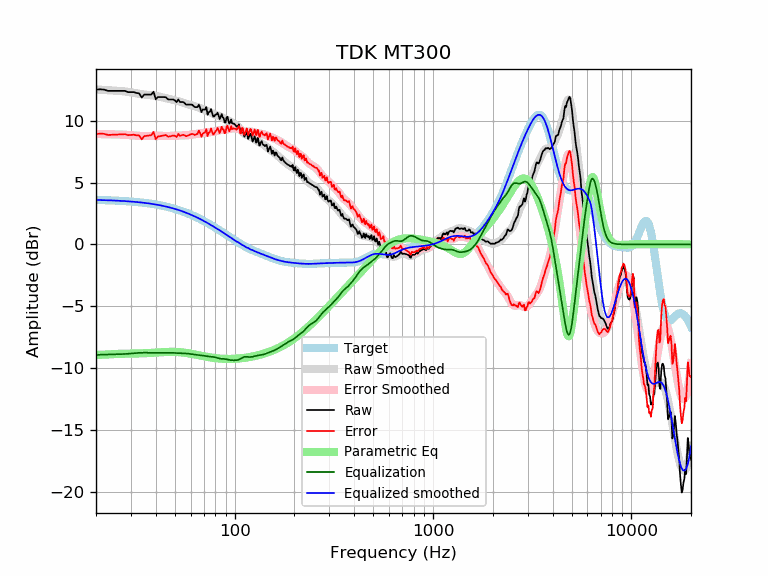 TDK MT300
10
5
0
−5
−10
−15
−20
Amplitude (dBr)
Target
Raw Smoothed
Error Smoothed
Raw
Error
Parametric Eq
Equalization
Equalized smoothed
100
1000
10000
Frequency (Hz)